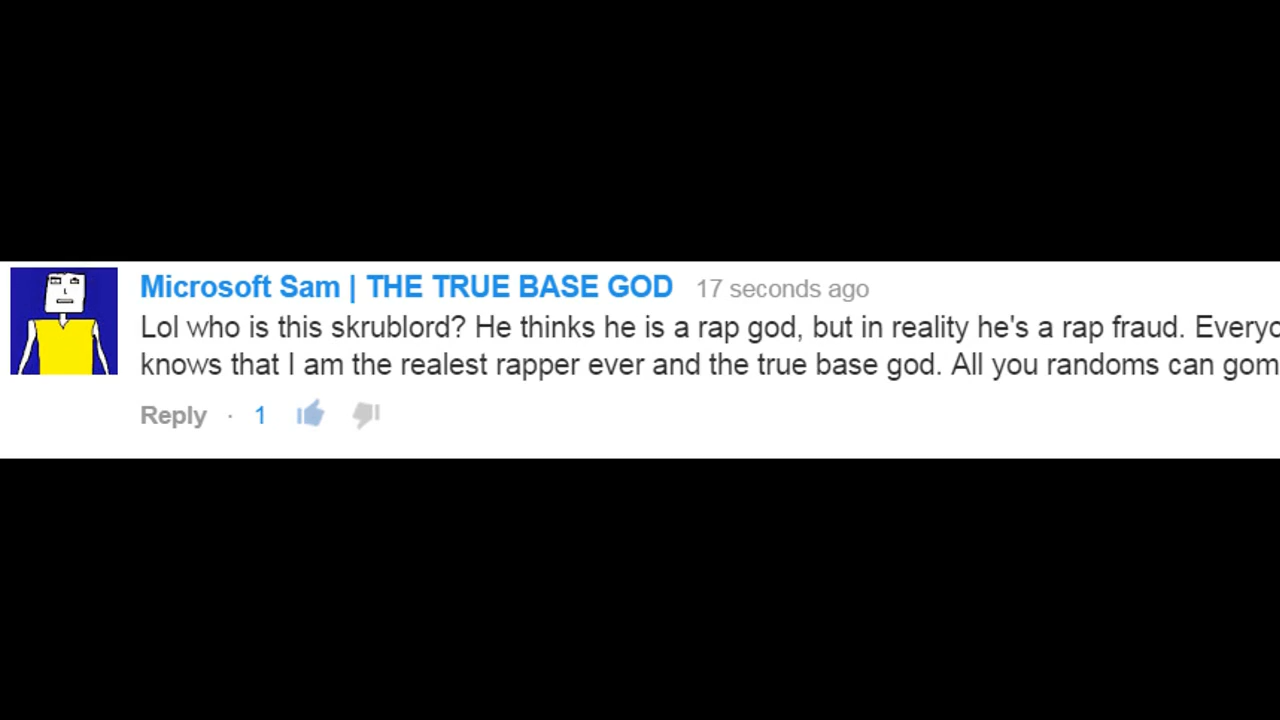 Microsoft Sam | THE TRUE BASE GOD 17 seconds ago
Lol who is this skrublord? He thinks he is a rap god, but in reality he's a rap fraud. Everyo
knows that I am the realest rapper ever and the true base god. All you randoms can gom
Reply · 1